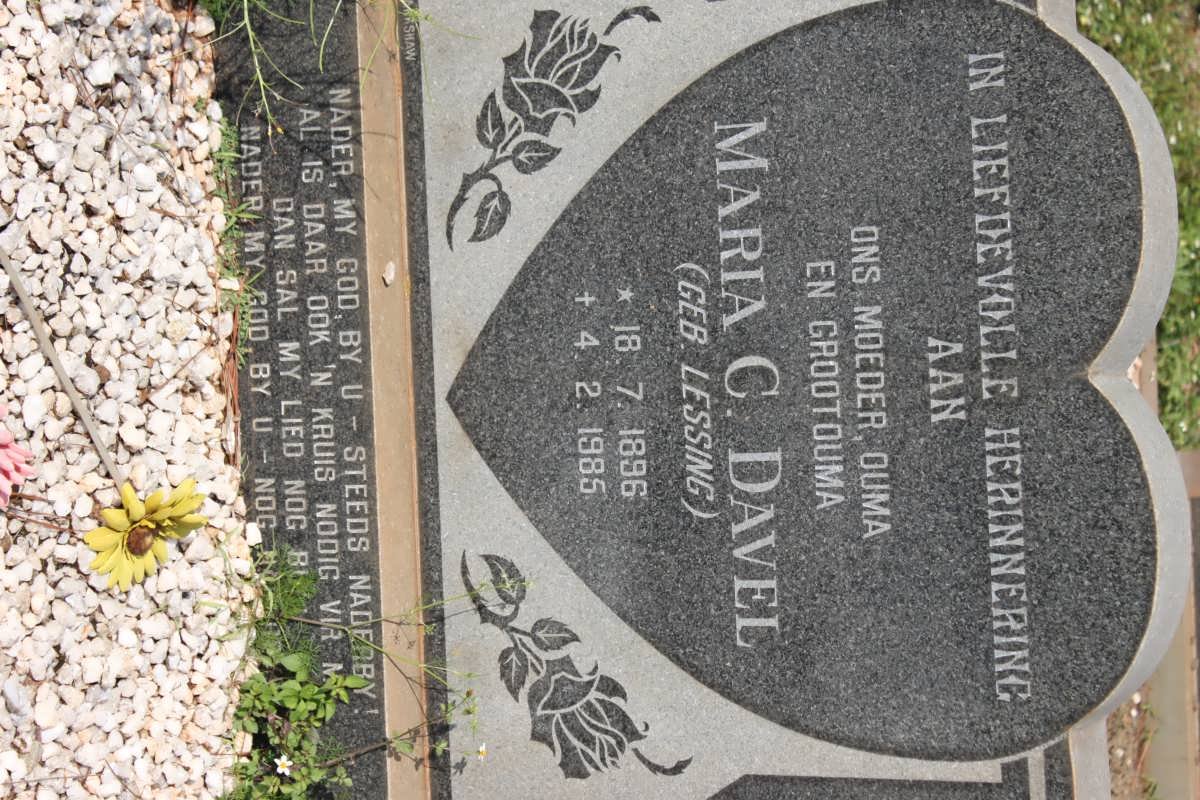 IN LIEFDEVOLLE HERINNERING
AAN
ONS MOEDER, OUMA
EN GROOTOUMA
MARIA C. DAVEL
(GEB LESSING)
* 18. 7. 1896
+ 4. 2. 1985
NADER, MY GOD, BY U – STEEDS NADERBY!
AL IS DAAR OOK 'N KRUIS NODIG VIR
DAN SAL MY LIED NOG
NADER MY GOD BY U – NOG